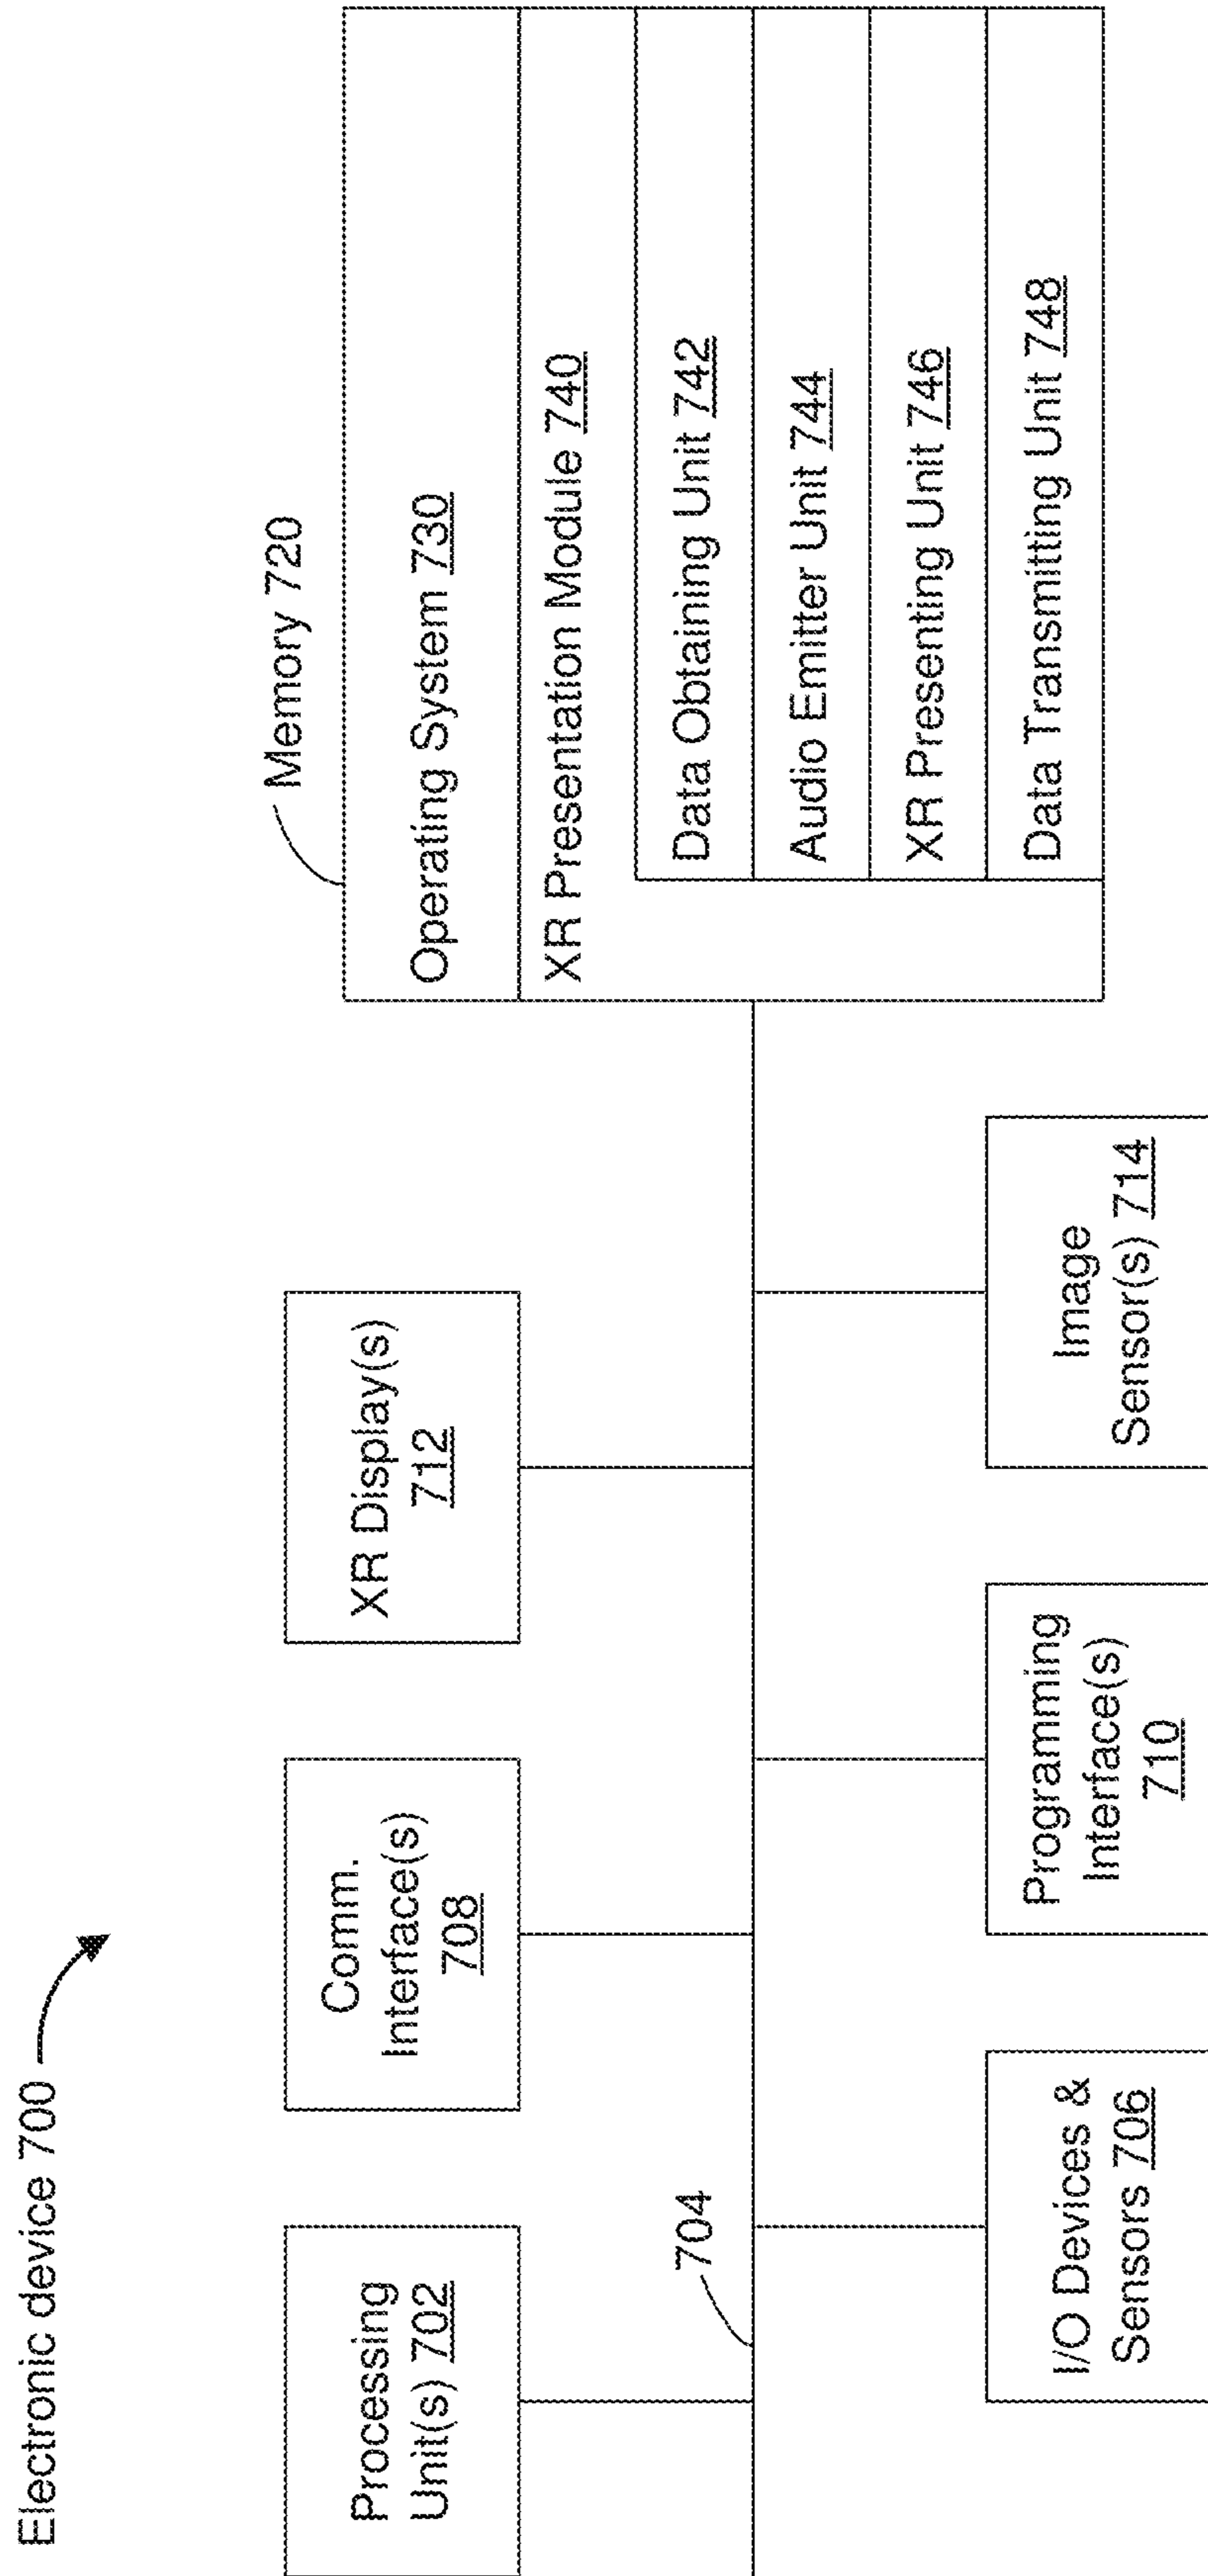 Electronic device 700
Processing
Unit(s) 702
Comm.
Interface(s)
708
XR Display(s)
712
704
I/O Devices &
Sensors 706
Programming
Interface(s)
710
Image
Sensor(s) 714
Memory 720
Operating System 730
XR Presentation Module 740
Data Obtaining Unit 742
Audio Emitter Unit 744
XR Presenting Unit 746
Data Transmitting Unit 748